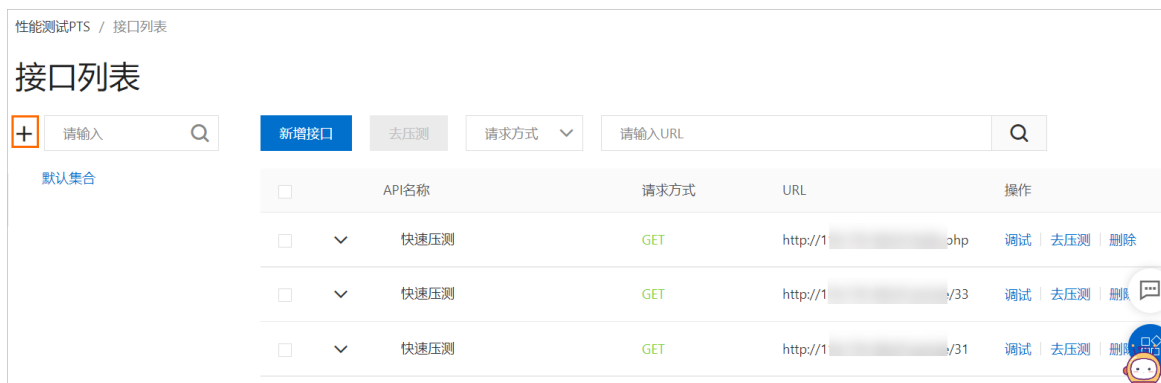 性能测试PTS / 接口列表
接口列表
请输入
新增接口 去压测 请求方式 请输入URL
默认集合
API名称 请求方式 URL 操作
快速压测 GET http://1 php 调试 去压测 删除
快速压测 GET http://1 /33 调试 去压测
快速压测 GET http://1 /31 调试 去压测